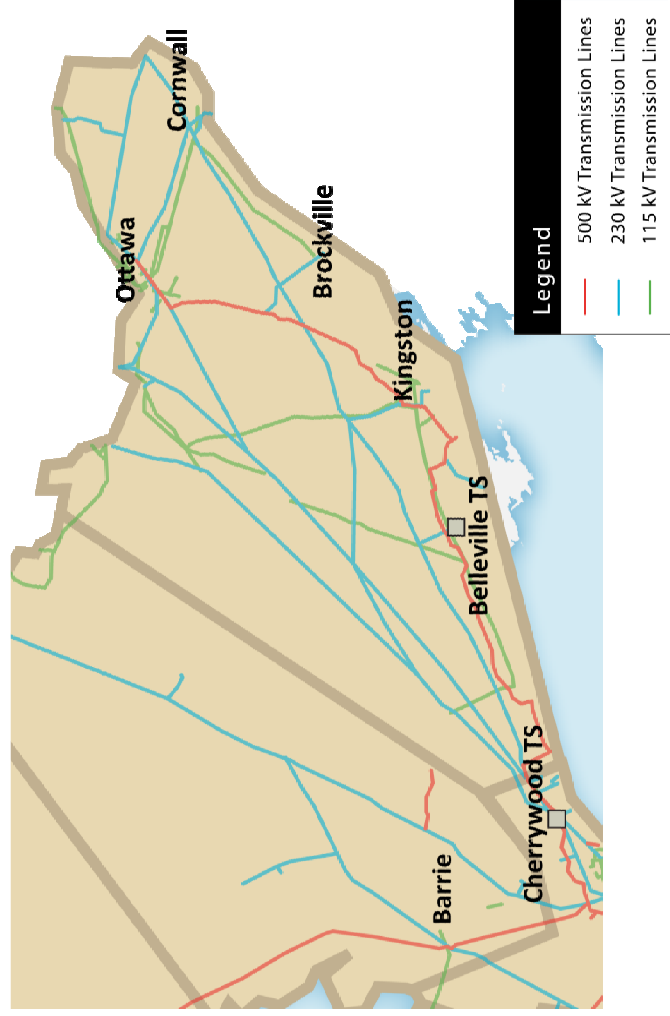 Ottawa
Cornwall
Brockville
Kingston
Belleville TS
Cherrywood TS
Barrie
Legend
500 kV Transmission Lines
230 kV Transmission Lines
115 kV Transmission Lines